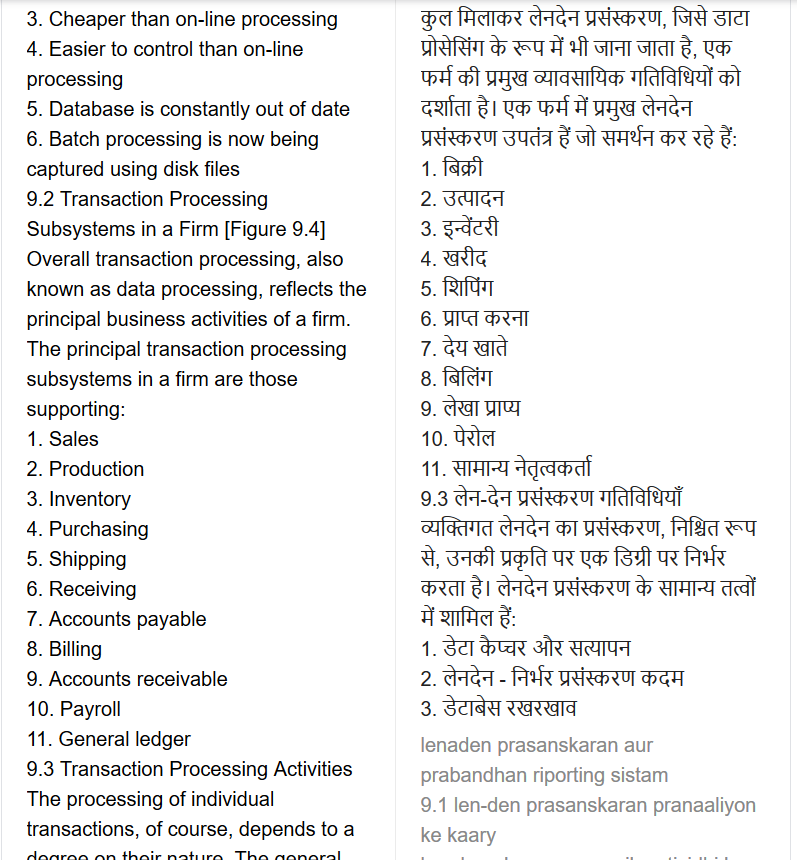 3. Cheaper than on-line processing
4. Easier to control than on-line
processing
5. Database is constantly out of date
6. Batch processing is now being
captured using disk files
9.2 Transaction Processing
Subsystems in a Firm [Figure 9.4]
Overall transaction processing, also
known as data processing, reflects the
principal business activities of a firm.
The principal transaction processing
subsystems in a firm are those
supporting:
1. Sales
2. Production
3. Inventory
4. Purchasing
5. Shipping
6. Receiving
7. Accounts payable
8. Billing
9. Accounts receivable
10. Payroll
11. General ledger
9.3 Transaction Processing Activities
The processing of individual
transactions, of course, depends to a
degree on their nature. The general
कुल मिलाकर लेनदेन प्रसंस्करण, जिसे डाटा
प्रोसेसिंग के रूप में भी जाना जाता है, एक
फर्म की प्रमुख व्यावसायिक गतिविधियों को
दर्शाता है। एक फर्म में प्रमुख लेनदेन
प्रसंस्करण उपतंत्र हैं जो समर्थन कर रहे हैं:
1. बिक्री
2. उत्पादन
3. इन्वेंटरी
4. खरीद
5. शिपिंग
6. प्राप्त करना
7. देय खाते
8. बिलिंग
9. लेखा प्राप्य
10. पेरोल
11. सामान्य नेतृत्वकर्ता
9.3 लेन-देन प्रसंस्करण गतिविधियाँ
व्यक्तिगत लेनदेन का प्रसंस्करण, निश्चित रूप
से, उनकी प्रकृति पर एक डिग्री पर निर्भर
करता है। लेनदेन प्रसंस्करण के सामान्य तत्वों
में शामिल हैं:
1. डेटा कैप्चर और सत्यापन
2. लेनदेन - निर्भर प्रसंस्करण कदम
3. डेटाबेस रखरखाव
lenaden prasanskaran aur
prabandhan riporting sistam
9.1 len-den prasanskaran pranaaliyon
ke kaary